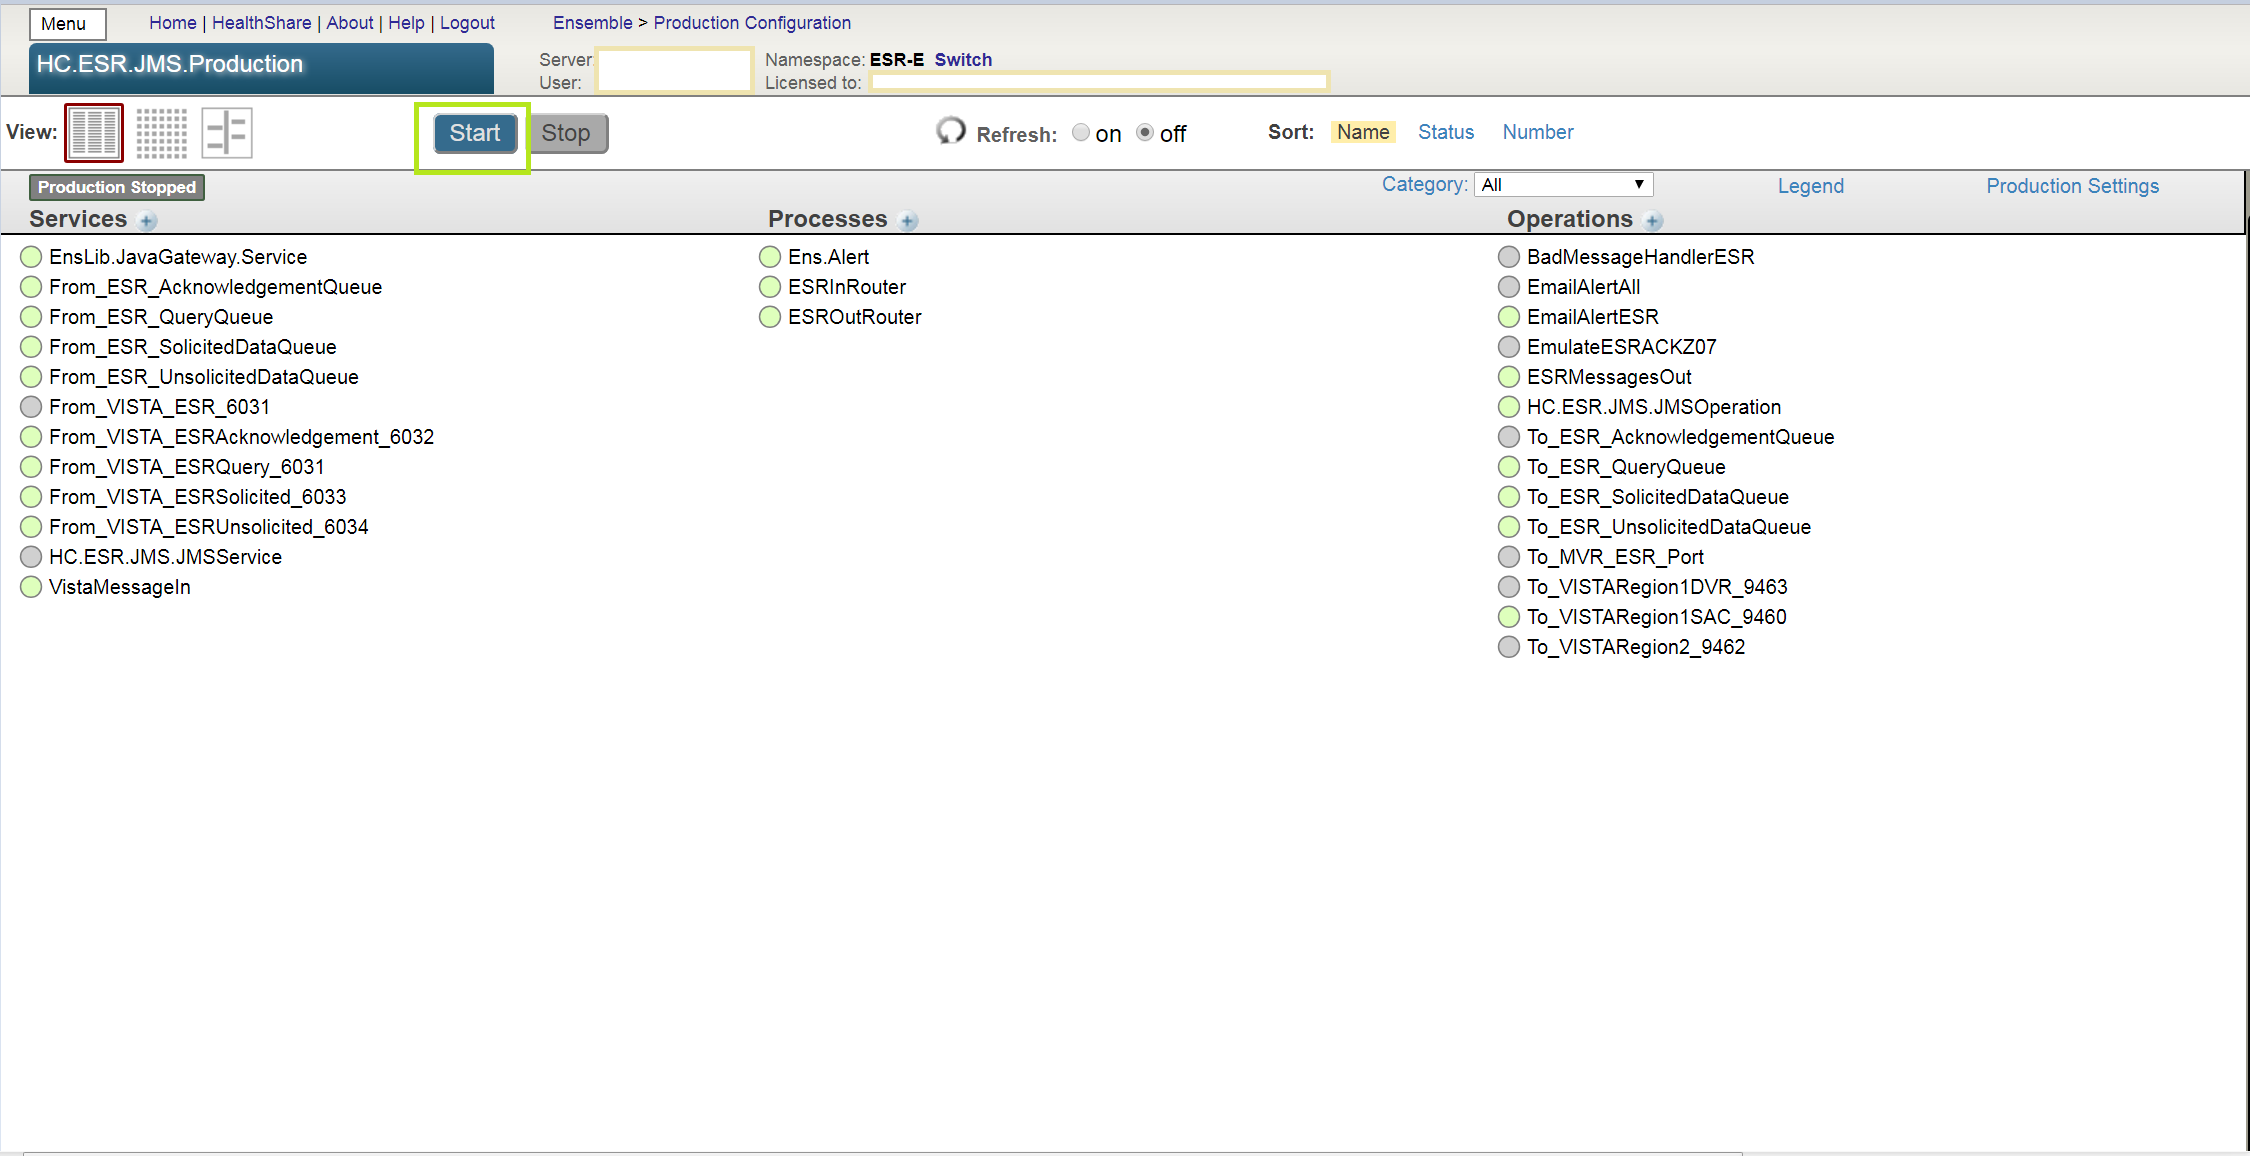 Menu
Home | HealthShare | About | Help | Logout
Ensemble > Production Configuration
HC.ESR.JMS.Production
Server:
User:
Namespace: ESR-E Switch
Licensed to:
View:
Start
Stop
Refresh: on off
Sort: Name Status Number
Production Stopped
Category: All
Legend
Production Settings
Services
EnsLib.JavaGateway.Service
From_ESR_AcknowledgementQueue
From_ESR_QueryQueue
From_ESR_SolicitedDataQueue
From_ESR_UnsolicitedDataQueue
From_VISTA_ESR_6031
From_VISTA_ESRAcknowledgement_6032
From_VISTA_ESRQuery_6031
From_VISTA_ESRSolicited_6033
From_VISTA_ESRUnsolicited_6034
HC.ESR.JMS.JMSService
VistaMessageIn
Processes
Ens.Alert
ESRInRouter
ESROutRouter
Operations
BadMessageHandlerESR
EmailAlertAll
EmailAlertESR
EmulateESRACKZ07
ESRMessagesOut
HC.ESR.JMS.JMSOperation
To_ESR_AcknowledgementQueue
To_ESR_QueryQueue
To_ESR_SolicitedDataQueue
To_ESR_UnsolicitedDataQueue
To_MVR_ESR_Port
To_VISTARegion1DVR_9463
To_VISTARegion1SAC_9460
To_VISTARegion2_9462